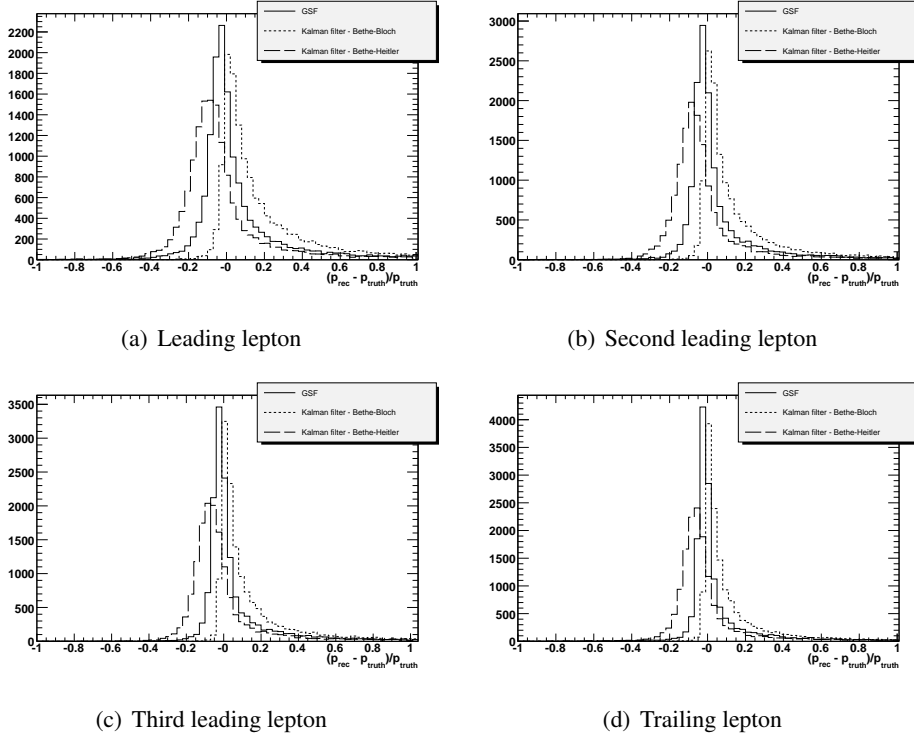 GSF
Kalman filter - Bethe-Bloch
Kalman filter - Bethe-Heitler
2200
2000
1800
1600
1400
1200
1000
800
600
400
200
0
-1 -0.8 -0.6 -0.4 -0.2 -0 0.2 0.4 0.6 0.8 1
(p_rec - p_truth)/p_truth
(a) Leading lepton
GSF
Kalman filter - Bethe-Bloch
Kalman filter - Bethe-Heitler
3000
2500
2000
1500
1000
500
0
-1 -0.8 -0.6 -0.4 -0.2 -0 0.2 0.4 0.6 0.8 1
(p_rec - p_truth)/p_truth
(b) Second leading lepton
GSF
Kalman filter - Bethe-Bloch
Kalman filter - Bethe-Heitler
3500
3000
2500
2000
1500
1000
500
0
-1 -0.8 -0.6 -0.4 -0.2 -0 0.2 0.4 0.6 0.8 1
(p_rec - p_truth)/p_truth
(c) Third leading lepton
GSF
Kalman filter - Bethe-Bloch
Kalman filter - Bethe-Heitler
4000
3500
3000
2500
2000
1500
1000
500
0
-1 -0.8 -0.6 -0.4 -0.2 -0 0.2 0.4 0.6 0.8 1
(p_rec - p_truth)/p_truth
(d) Trailing lepton